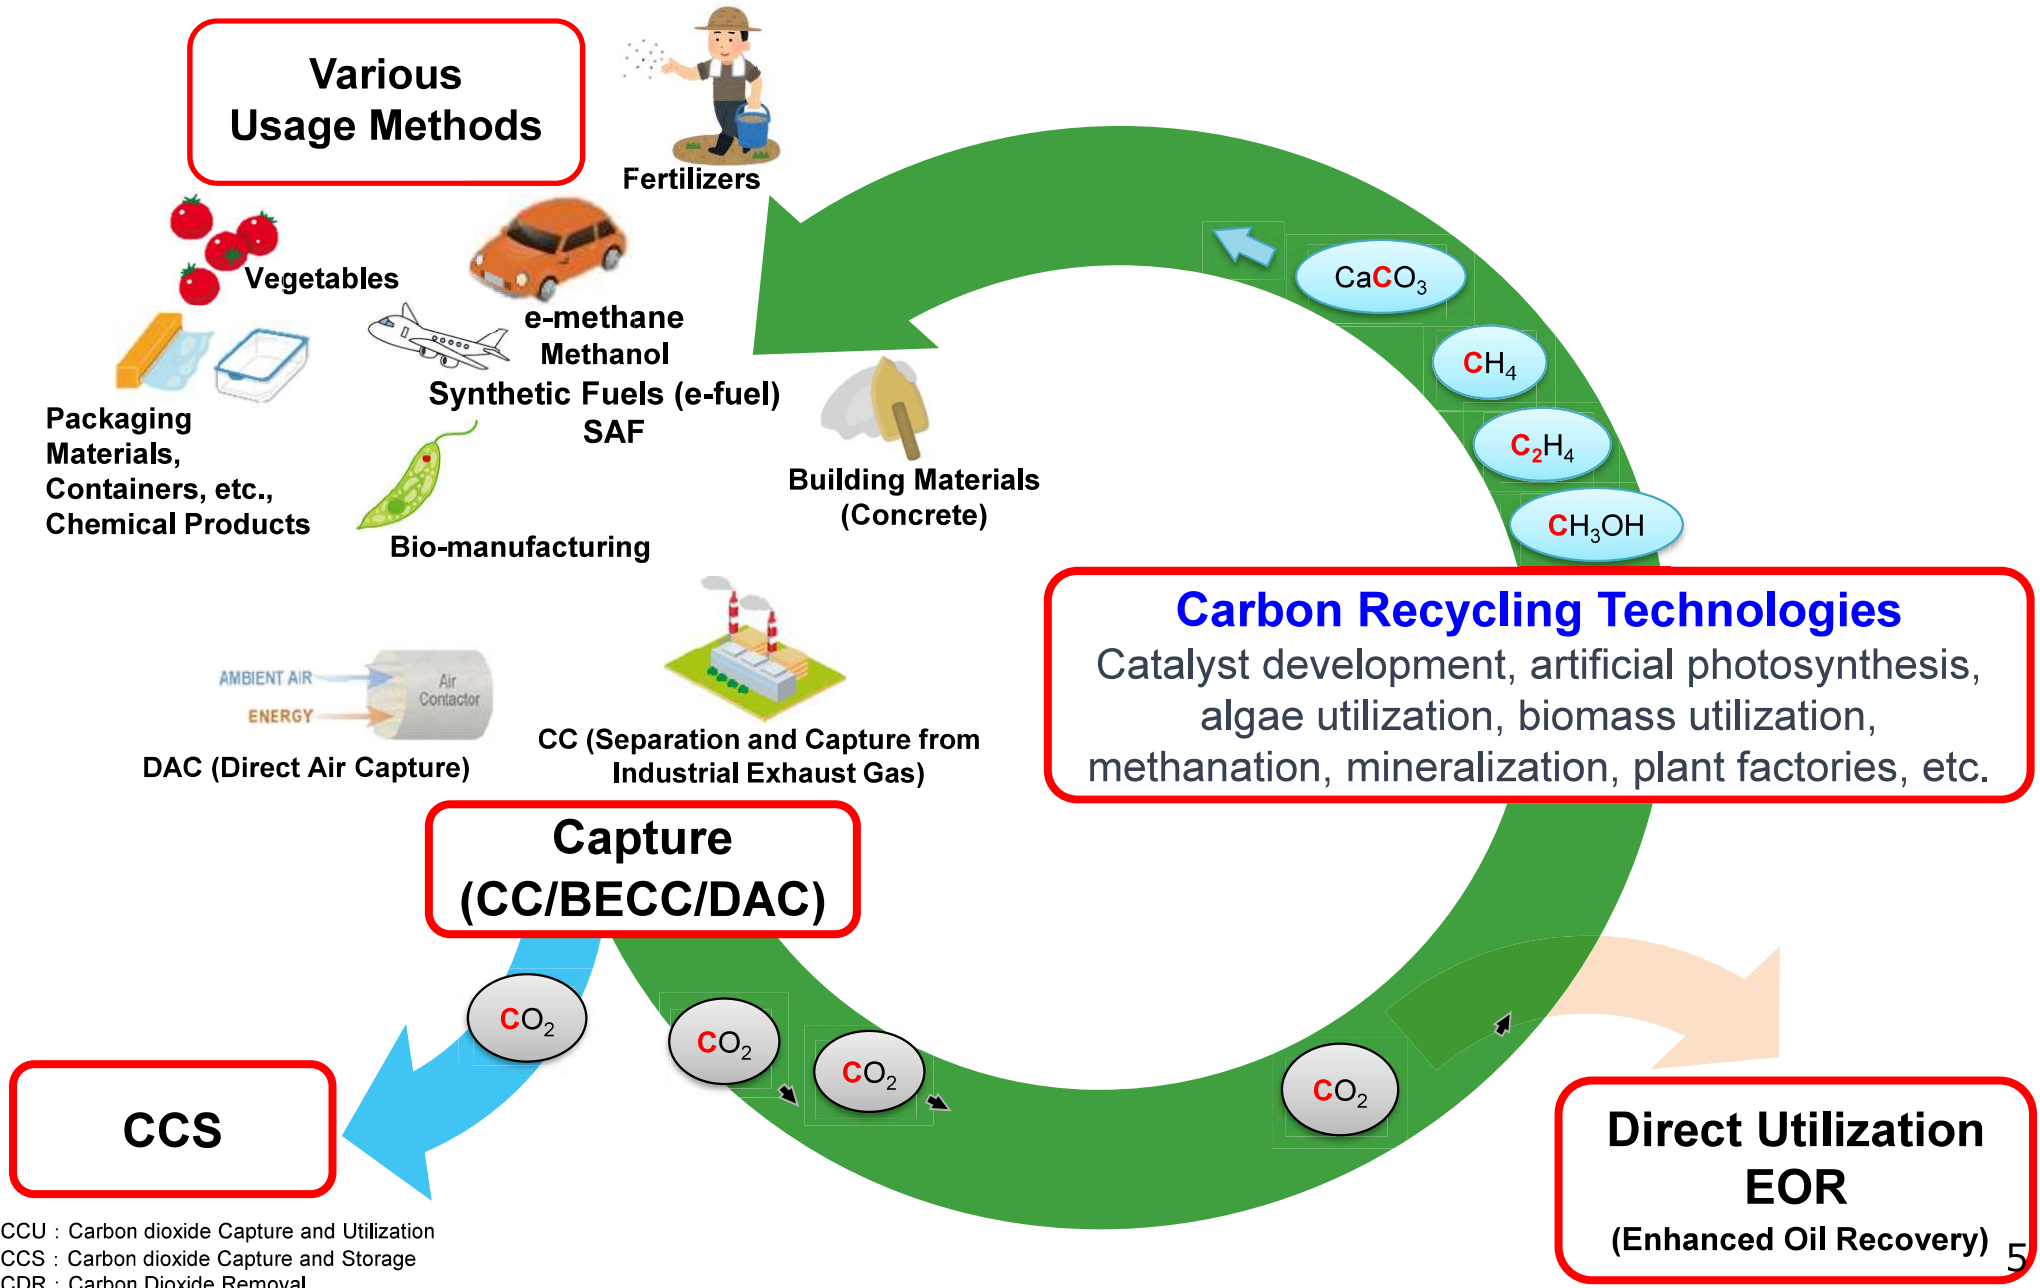 Various
Usage Methods
Fertilizers
Vegetables
e-methane
Methanol
Synthetic Fuels (e-fuel)
SAF
Packaging
Materials,
Containers, etc.,
Chemical Products
Bio-manufacturing
Building Materials
(Concrete)
CaCO3
CH4
C2H4
CH3OH
Carbon Recycling Technologies
Catalyst development, artificial photosynthesis,
algae utilization, biomass utilization,
methanation, mineralization, plant factories, etc.
AMBIENT AIR
ENERGY
Air
Contactor
DAC (Direct Air Capture)
CC (Separation and Capture from
Industrial Exhaust Gas)
Capture
(CC/BECC/DAC)
CO2
CO2
CO2
CO2
CCS
Direct Utilization
EOR
(Enhanced Oil Recovery)
CCU : Carbon dioxide Capture and Utilization
CCS : Carbon dioxide Capture and Storage
CDR : Carbon Dioxide Removal
5